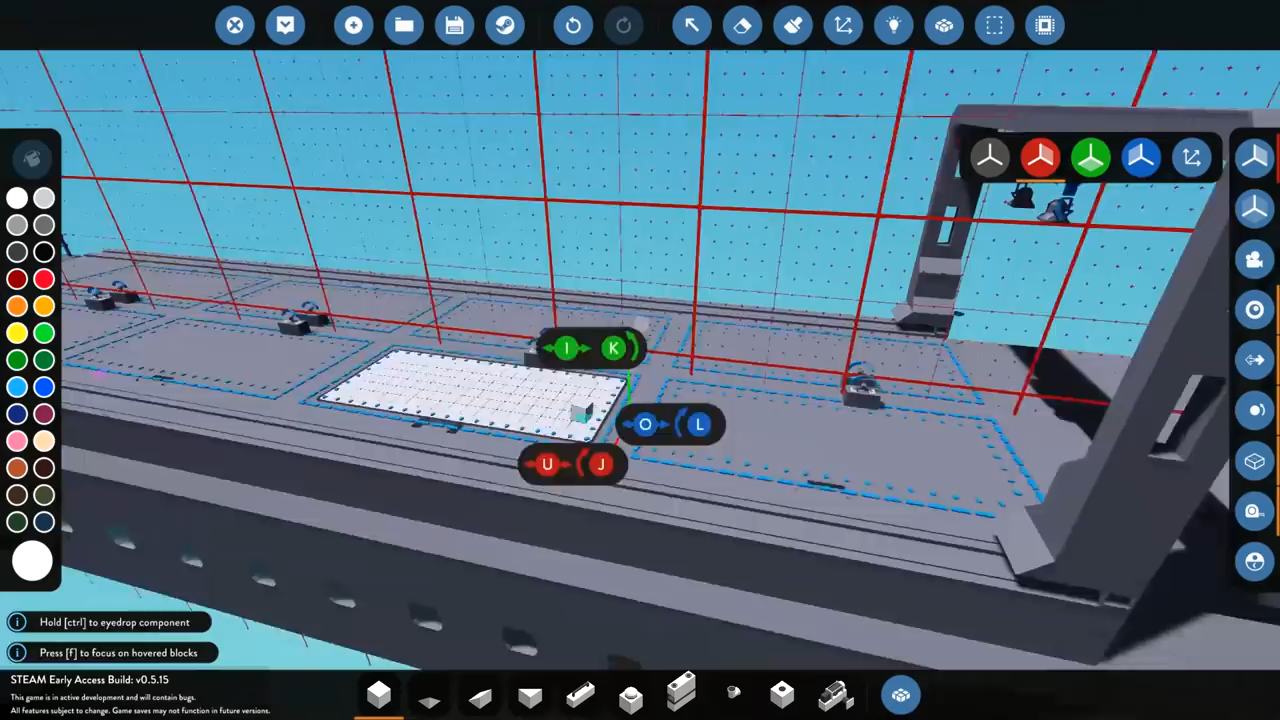 I K
O L
U J
Hold [ctrl] to eyedrop component
Press [f] to focus on hovered blocks
STEAM Early Access Build: v0.5.15
This game is in active development and will contain bugs.
All features subject to change. Game saves may not function in future versions.